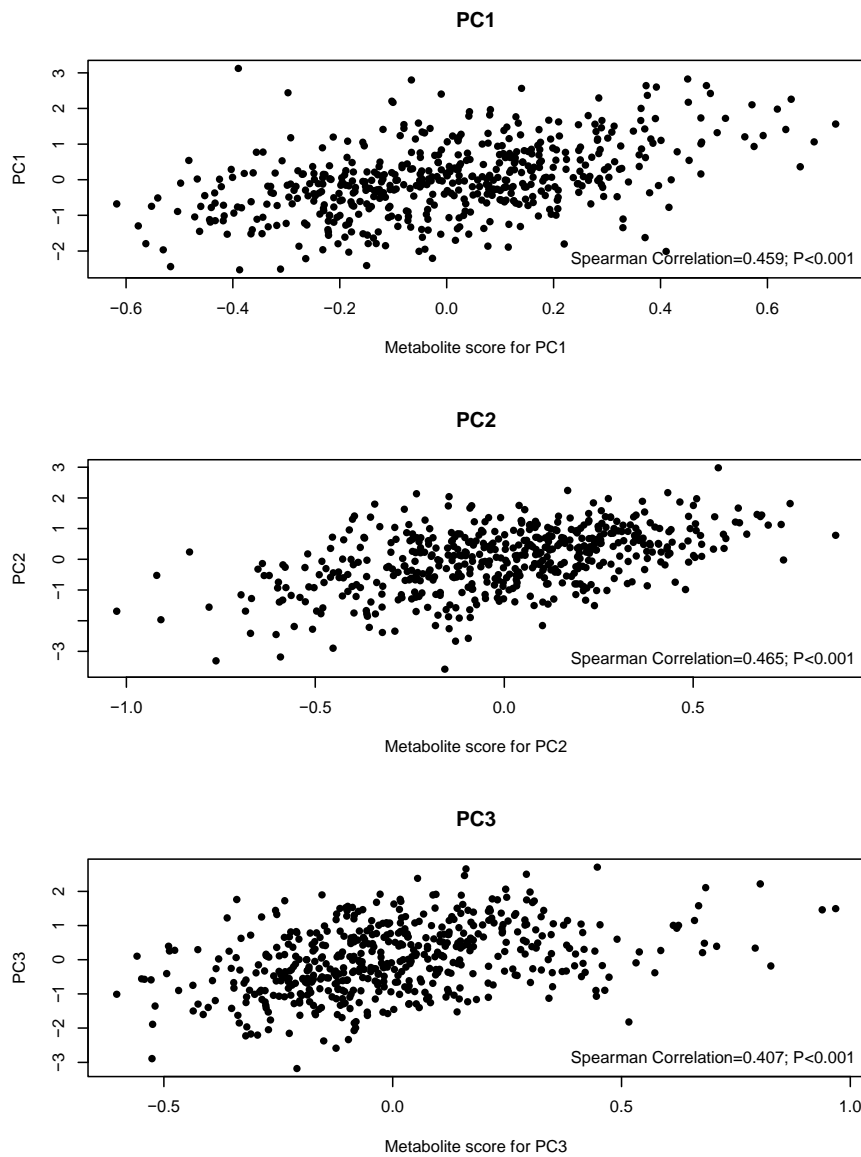 PC1
3
2
1
0
−1
−2
PC1
Spearman Correlation=0.459; P<0.001
−0.6 −0.4 −0.2 0.0 0.2 0.4 0.6
Metabolite score for PC1
PC2
3
2
1
0
−1
−3
PC2
Spearman Correlation=0.465; P<0.001
−1.0 −0.5 0.0 0.5
Metabolite score for PC2
PC3
2
1
0
−1
−2
−3
PC3
Spearman Correlation=0.407; P<0.001
−0.5 0.0 0.5 1.0
Metabolite score for PC3